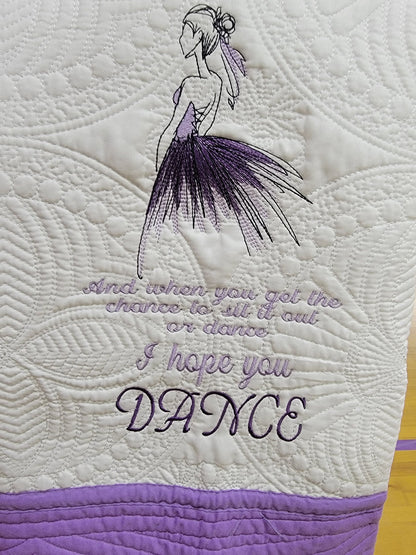 And when you get the
chance to sit it out
or dance
I hope you
DANCE